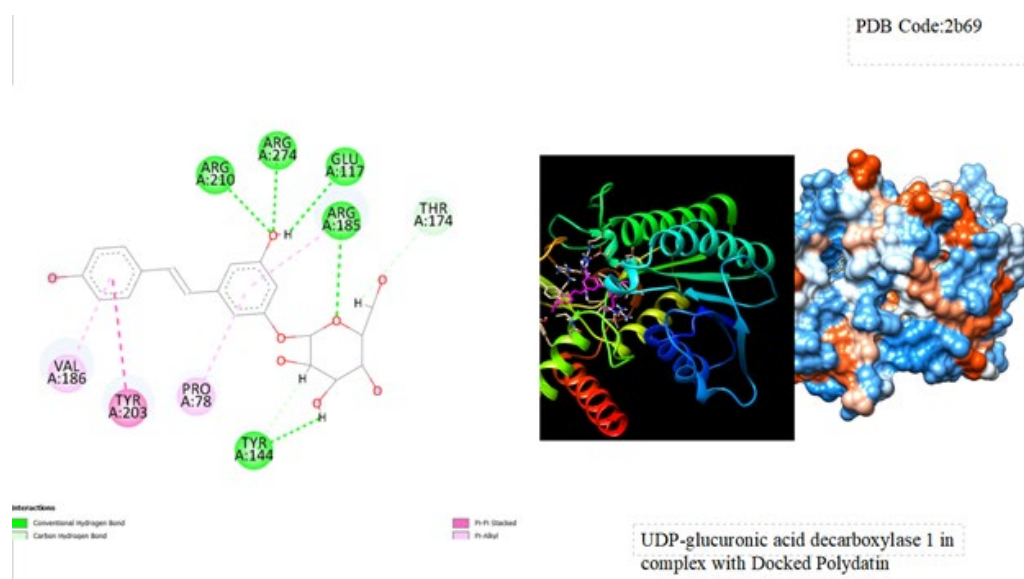 PDB Code:2b69
ARG
A:274
ARG
A:210
GLU
A:117
ARG
A:185
THR
A:174
H
O
O
O
H
O
O
O
O
H
O
H
VAL
A:186
TYR
A:203
PRO
A:78
TYR
A:144
Interactions
Conventional Hydrogen Bond
Carbon Hydrogen Bond
Pi-Pi Stacked
Pi-Alkyl
UDP-glucuronic acid decarboxylase 1 in
complex with Docked Polydatin